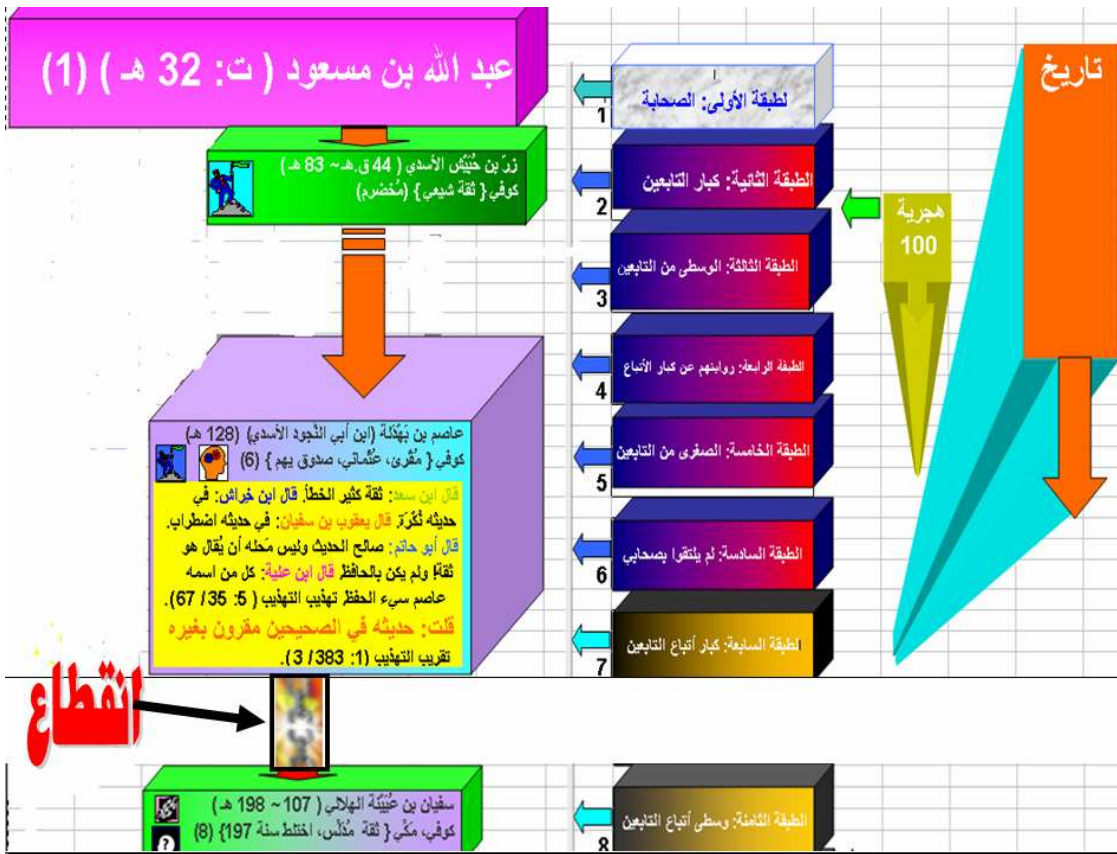 تاريخ
عبد الله بن مسعود ( ت: 32 هـ ) (1)
لطبقة الأولى: الصحابة
1
زرّ بن حُبَيْش الأسدي ( 44 ق.هـ~ 83 هـ )
كوفي { ثقة شيعي } (مُخضرم)
الطبقة الثانية: كبار التابعين
2
هجرية
100
الطبقة الثالثة: الوسطى من التابعين
3
الطبقة الرابعة: روايتهم عن كبار الأتباع
4
عاصم بن بَهْدَلة (ابن أبي النَّجود الأسدي) (128 هـ)
كوفي { مُقْرئ، عُثماني، صدوق يهم } (6)
قال ابن سعد: ثقة كثير الخطأ. قال ابن خِراش: في
حديثه نُكْرَة. قال يعقوب بن سفيان: في حديثه اضطراب.
قال أبو حاتم: صالح الحديث وليس مَحله أن يُقال هو
ثقة! ولم يكن بالحافظ. قال ابن علية: كل من اسمه
عاصم سيء الحفظ. تهذيب التهذيب ( 5: 35 / 67).
قلت: حديثه في الصحيحين مقرون بغيره
تقريب التهذيب (1: 383 / 3).
الطبقة الخامسة: الصغرى من التابعين
5
الطبقة السادسة: لم يلتقوا بصحابي
6
الطبقة السابعة: كبار أتباع التابعين
7
انقطاع
سفيان بن عُيَيْنَة الهلالي ( 107 ~ 198 هـ )
كوفي، مَكّي { ثقة مُدَلّس، اختلط سنة 197} (8)
?
الطبقة الثامنة: وسطى أتباع التابعين
8